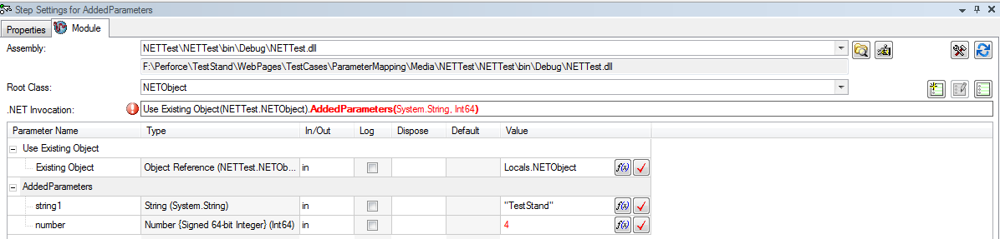 Step Settings for AddedParameters
Properties Module
Assembly: NETTest\NETTest\bin\Debug\NETTest.dll
F:\Perforce\TestStand\WebPages\TestCases\ParameterMapping\Media\NETTest\NETTest\bin\Debug\NETTest.dll
Root Class: NETObject
.NET Invocation: Use Existing Object(NETTest.NETObject).AddedParameters(System.String, Int64)
Parameter Name Type In/Out Log Dispose Default Value
Use Existing Object
Existing Object Object Reference (NETTest.NETOb... in Locals.NETObject f(x)
AddedParameters
string1 String (System.String) in "TestStand" f(x)
number Number {Signed 64-bit Integer} (Int64) in 4 f(x)